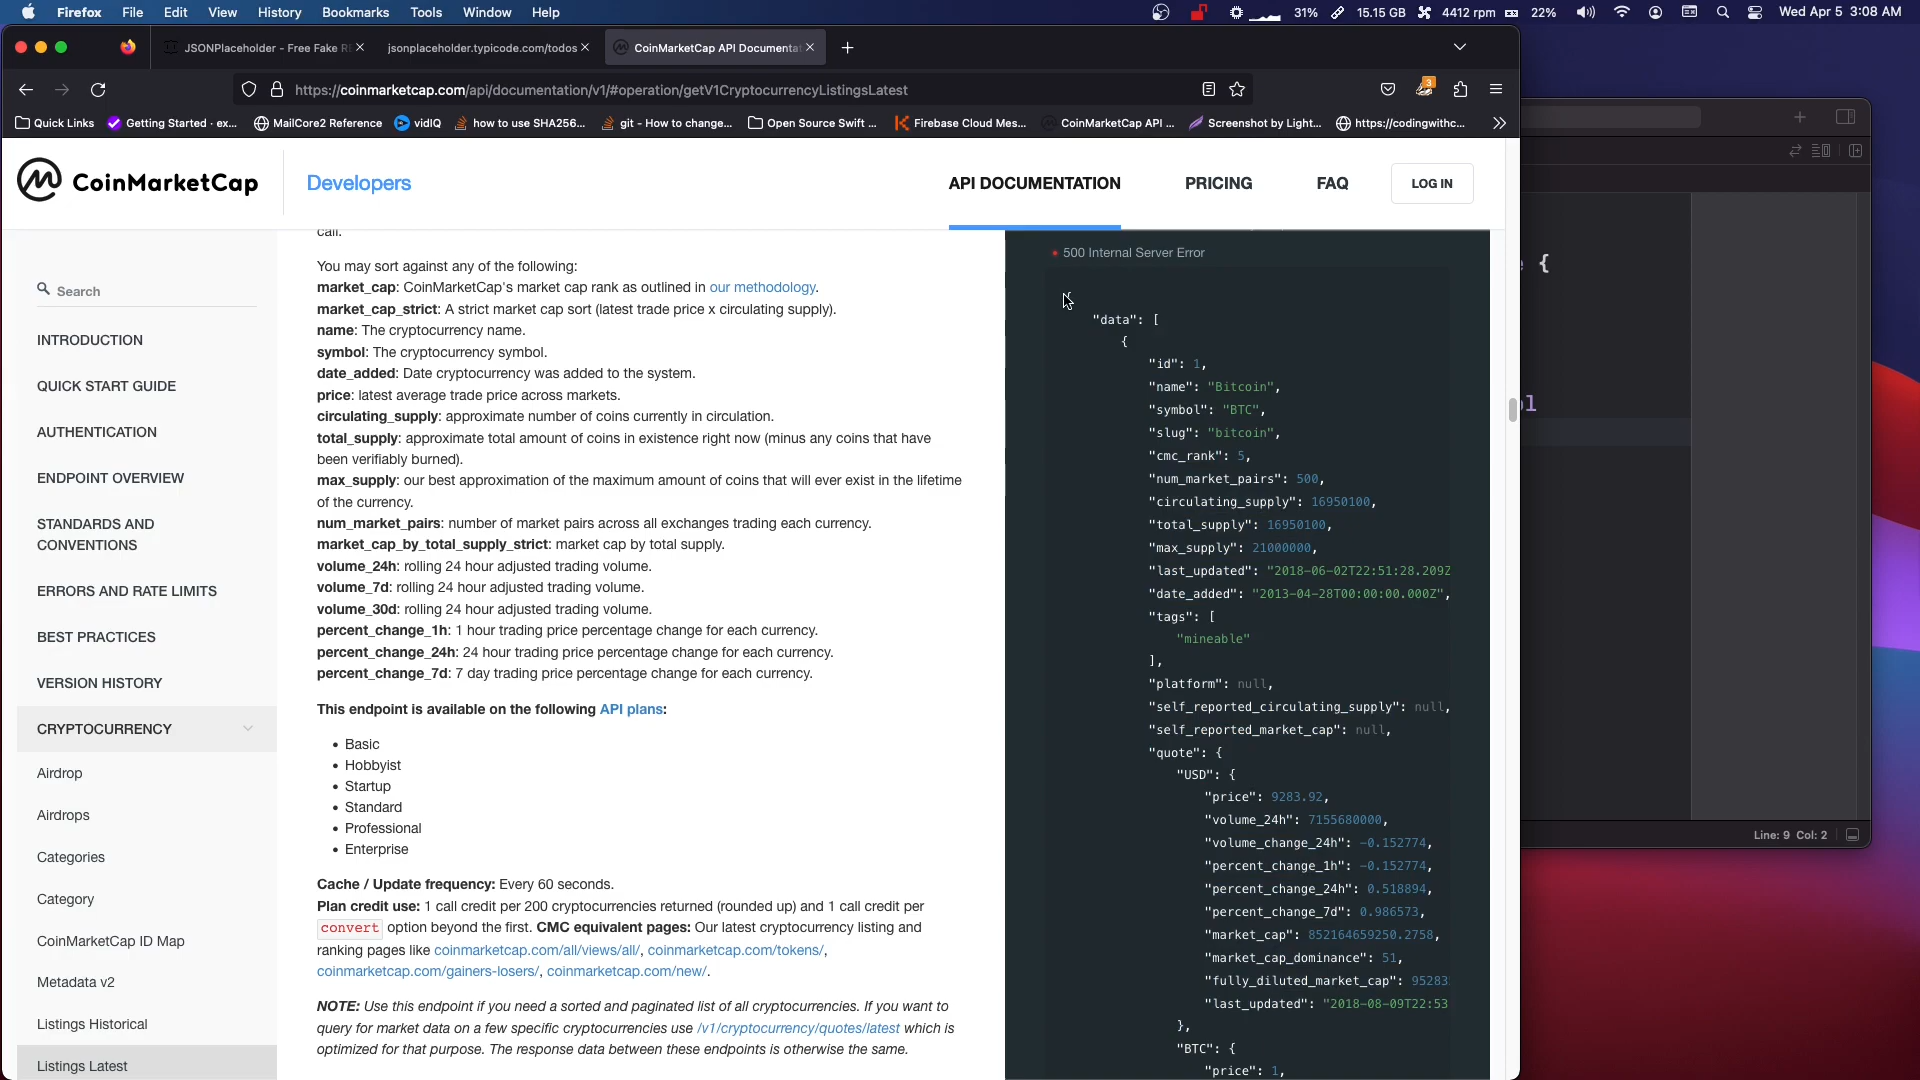 Firefox File Edit View History Bookmarks Tools Window Help 31% 15.15 GB 4412 rpm 22% Wed Apr 5 3:08 AM
JSONPlaceholder - Free Fake R
jsonplaceholder.typicode.com/todos
CoinMarketCap API Documenta
https://coinmarketcap.com/api/documentation/v1/#operation/getV1CryptocurrencyListingsLatest
3
Quick Links Getting Started · ex... MailCore2 Reference vidIQ how to use SHA256... git - How to change... Open Source Swift ... Firebase Cloud Mes... CoinMarketCap API ... Screenshot by Light... https://codingwithc...
CoinMarketCap
Developers
API DOCUMENTATION PRICING FAQ LOG IN
Search
INTRODUCTION
QUICK START GUIDE
AUTHENTICATION
ENDPOINT OVERVIEW
STANDARDS AND
CONVENTIONS
ERRORS AND RATE LIMITS
BEST PRACTICES
VERSION HISTORY
CRYPTOCURRENCY
Airdrop
Airdrops
Categories
Category
CoinMarketCap ID Map
Metadata v2
Listings Historical
Listings Latest
call.
You may sort against any of the following:
market_cap: CoinMarketCap's market cap rank as outlined in our methodology.
market_cap_strict: A strict market cap sort (latest trade price x circulating supply).
name: The cryptocurrency name.
symbol: The cryptocurrency symbol.
date_added: Date cryptocurrency was added to the system.
price: latest average trade price across markets.
circulating_supply: approximate number of coins currently in circulation.
total_supply: approximate total amount of coins in existence right now (minus any coins that have
been verifiably burned).
max_supply: our best approximation of the maximum amount of coins that will ever exist in the lifetime
of the currency.
num_market_pairs: number of market pairs across all exchanges trading each currency.
market_cap_by_total_supply_strict: market cap by total supply.
volume_24h: rolling 24 hour adjusted trading volume.
volume_7d: rolling 24 hour adjusted trading volume.
volume_30d: rolling 24 hour adjusted trading volume.
percent_change_1h: 1 hour trading price percentage change for each currency.
percent_change_24h: 24 hour trading price percentage change for each currency.
percent_change_7d: 7 day trading price percentage change for each currency.
This endpoint is available on the following API plans:
• Basic
• Hobbyist
• Startup
• Standard
• Professional
• Enterprise
Cache / Update frequency: Every 60 seconds.
Plan credit use: 1 call credit per 200 cryptocurrencies returned (rounded up) and 1 call credit per
convert option beyond the first. CMC equivalent pages: Our latest cryptocurrency listing and
ranking pages like coinmarketcap.com/all/views/all/, coinmarketcap.com/tokens/,
coinmarketcap.com/gainers-losers/, coinmarketcap.com/new/.
NOTE: Use this endpoint if you need a sorted and paginated list of all cryptocurrencies. If you want to
query for market data on a few specific cryptocurrencies use /v1/cryptocurrency/quotes/latest which is
optimized for that purpose. The response data between these endpoints is otherwise the same.
500 Internal Server Error
{
"data": [
{
"id": 1,
"name": "Bitcoin",
"symbol": "BTC",
"slug": "bitcoin",
"cmc_rank": 5,
"num_market_pairs": 500,
"circulating_supply": 16950100,
"total_supply": 16950100,
"max_supply": 21000000,
"last_updated": "2018-06-02T22:51:28.209Z
"date_added": "2013-04-28T00:00:00.000Z",
"tags": [
"mineable"
],
"platform": null,
"self_reported_circulating_supply": null,
"self_reported_market_cap": null,
"quote": {
"USD": {
"price": 9283.92,
"volume_24h": 7155680000,
"volume_change_24h": -0.152774,
"percent_change_1h": -0.152774,
"percent_change_24h": 0.518894,
"percent_change_7d": 0.986573,
"market_cap": 852164659250.2758,
"market_cap_dominance": 51,
"fully_diluted_market_cap": 95283
"last_updated": "2018-08-09T22:53
},
"BTC": {
"price": 1,
{
ol
Line: 9 Col: 2